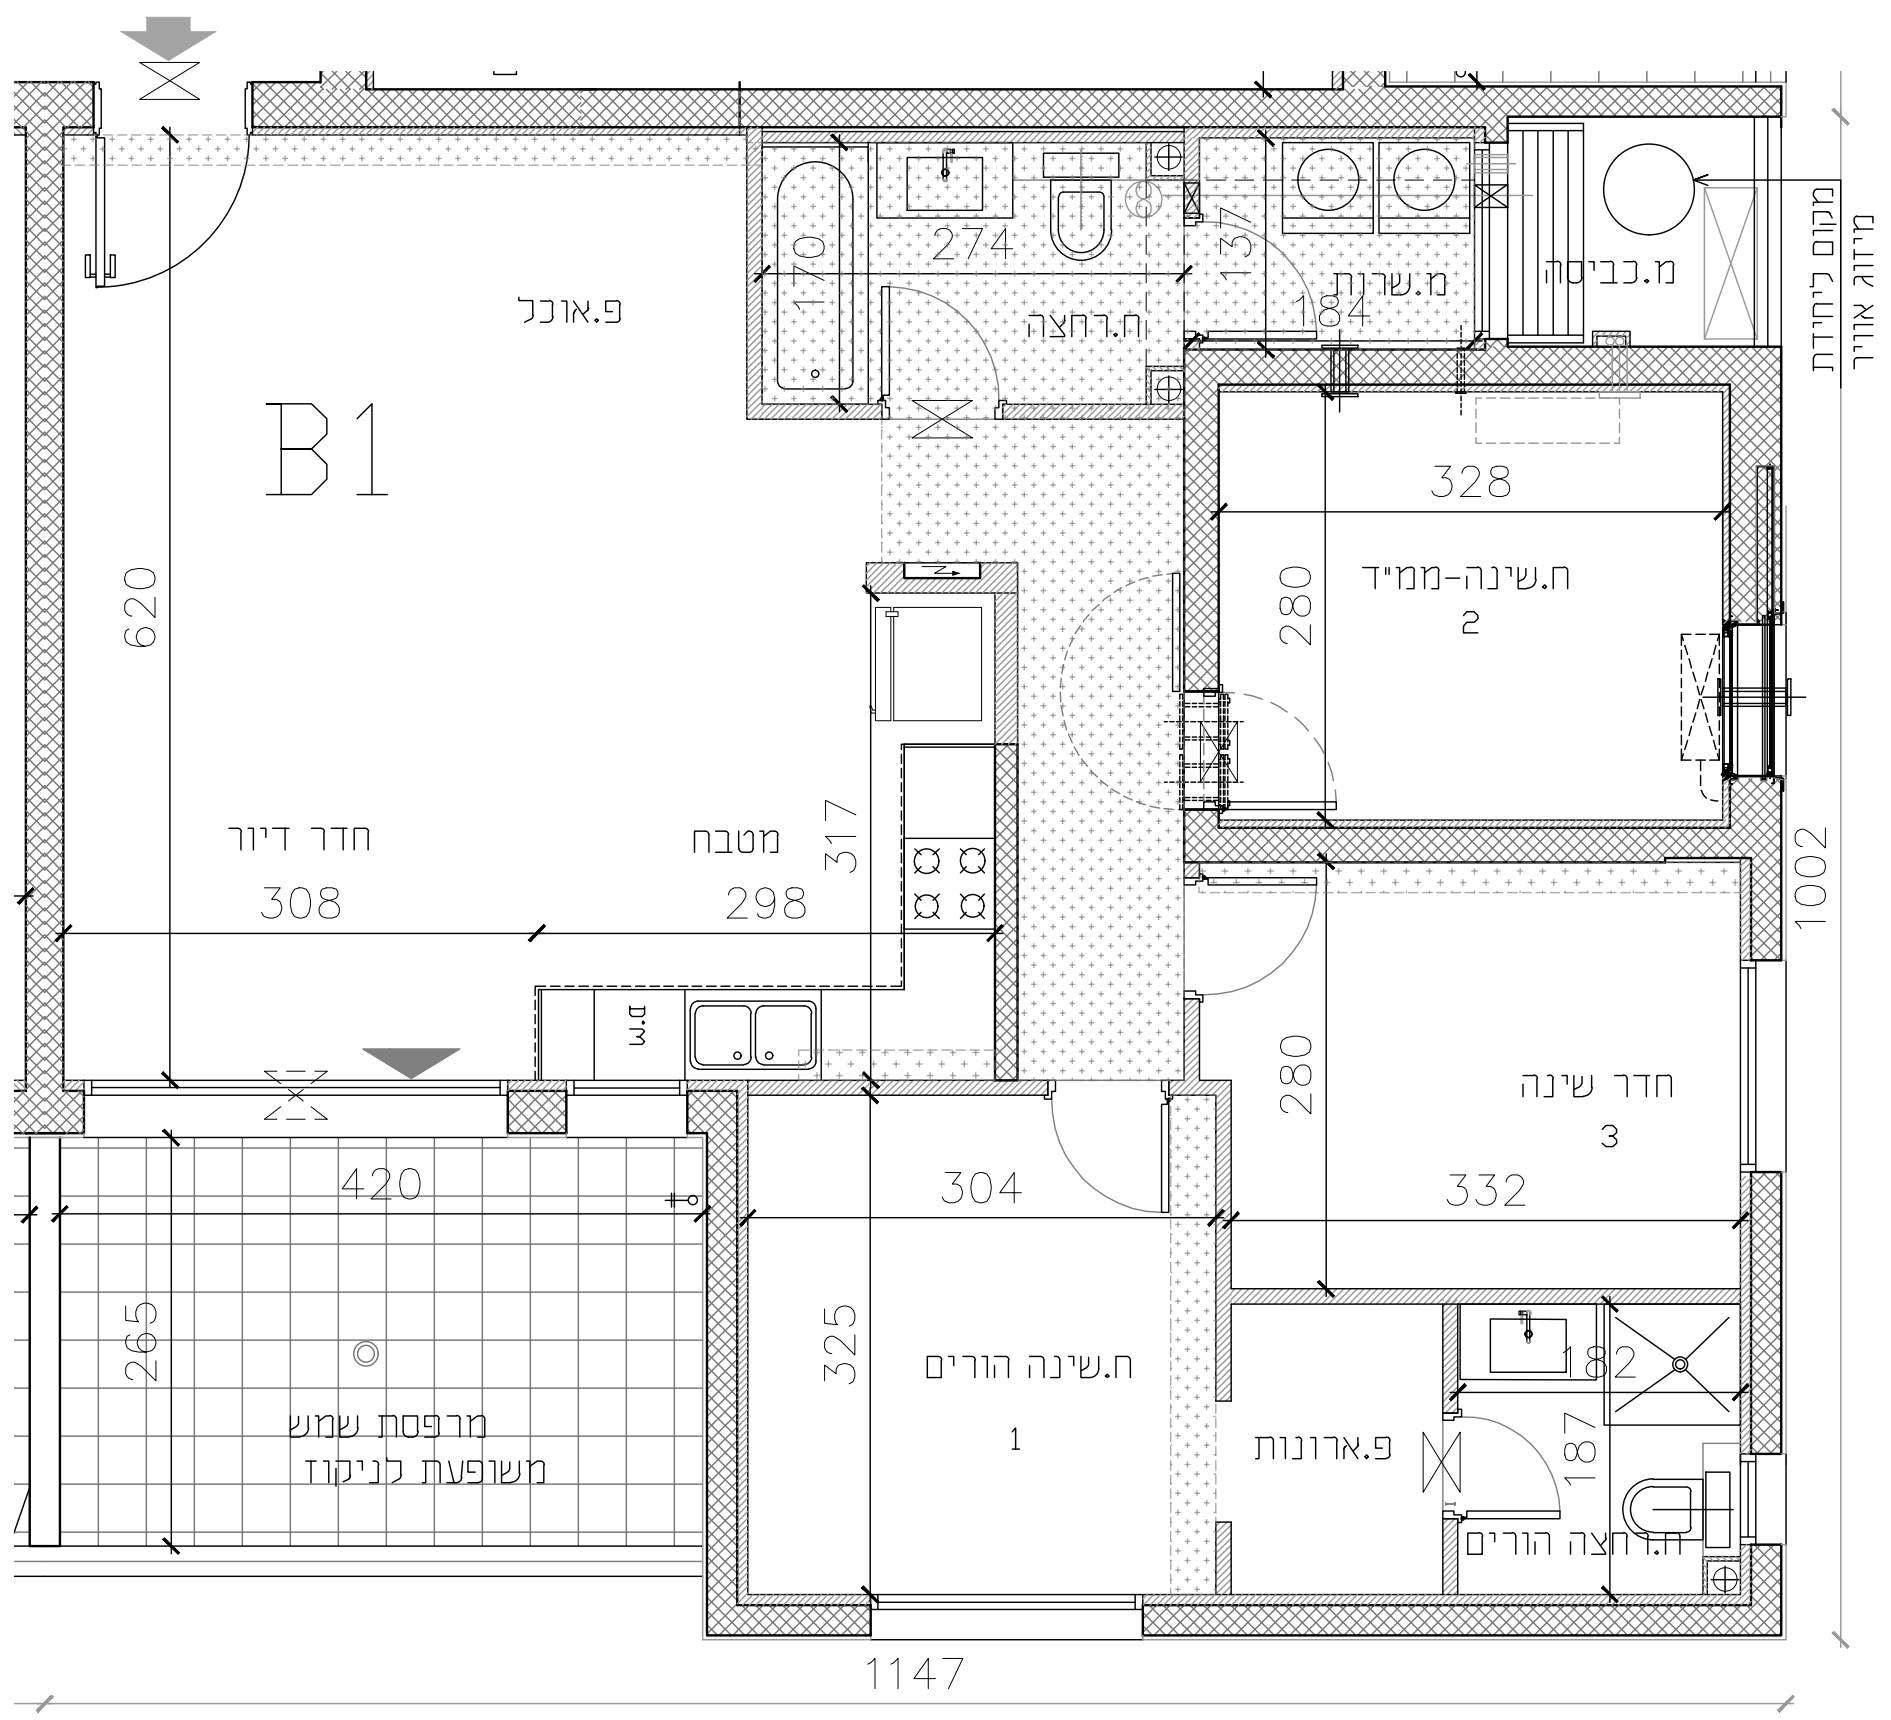 מקום ליחידת
מיזוג אוויר
מ.כביסה
מ.שרות
137
184
274
170
ח.רחצה
פ.אוכל
B1
620
328
ח.שינה-ממ"ד
2
280
317
מטבח
298
חדר דיור
308
מ.ם
1002
280
חדר שינה
3
332
304
420
265
מרפסת שמש
משופעת לניקוז
325
ח.שינה הורים
1
פ.ארונות
182
187
ח.רחצה הורים
1147